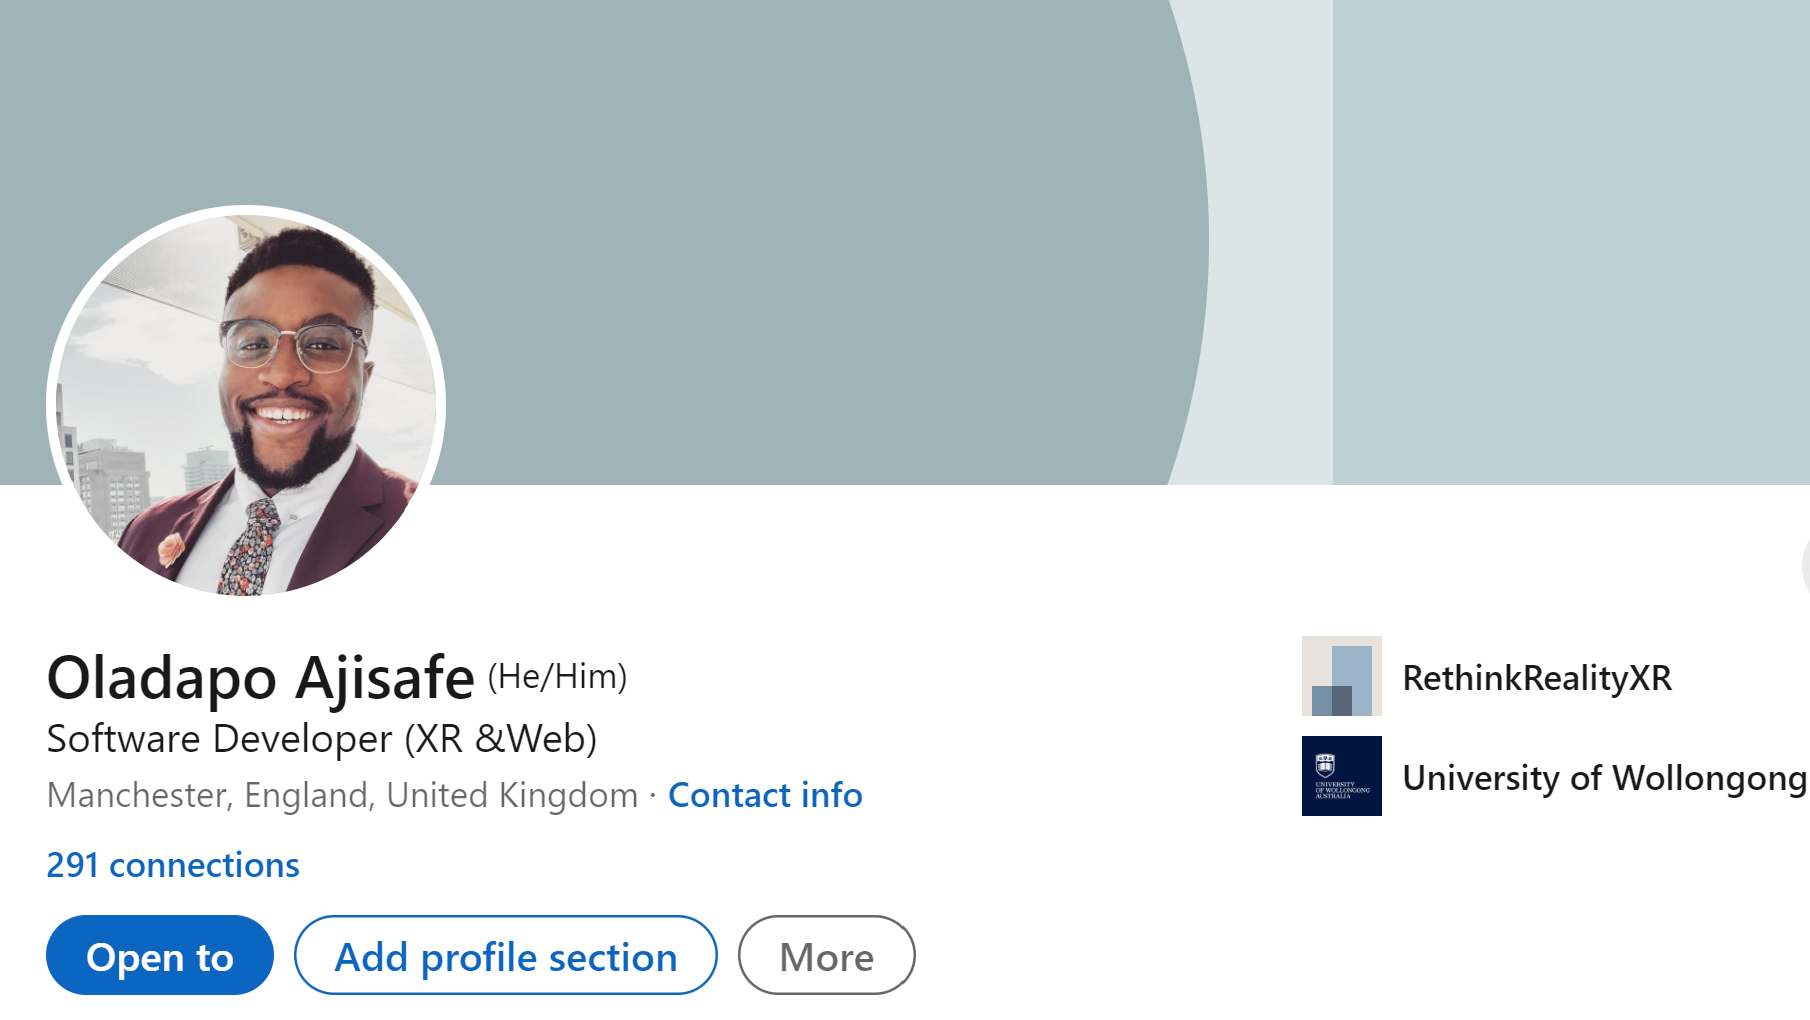 Oladapo Ajisafe (He/Him)
Software Developer (XR &Web)
Manchester, England, United Kingdom · Contact info
291 connections
Open to
Add profile section
More
RethinkRealityXR
UNIVERSITY
OF WOLLONGONG
AUSTRALIA
University of Wollongong